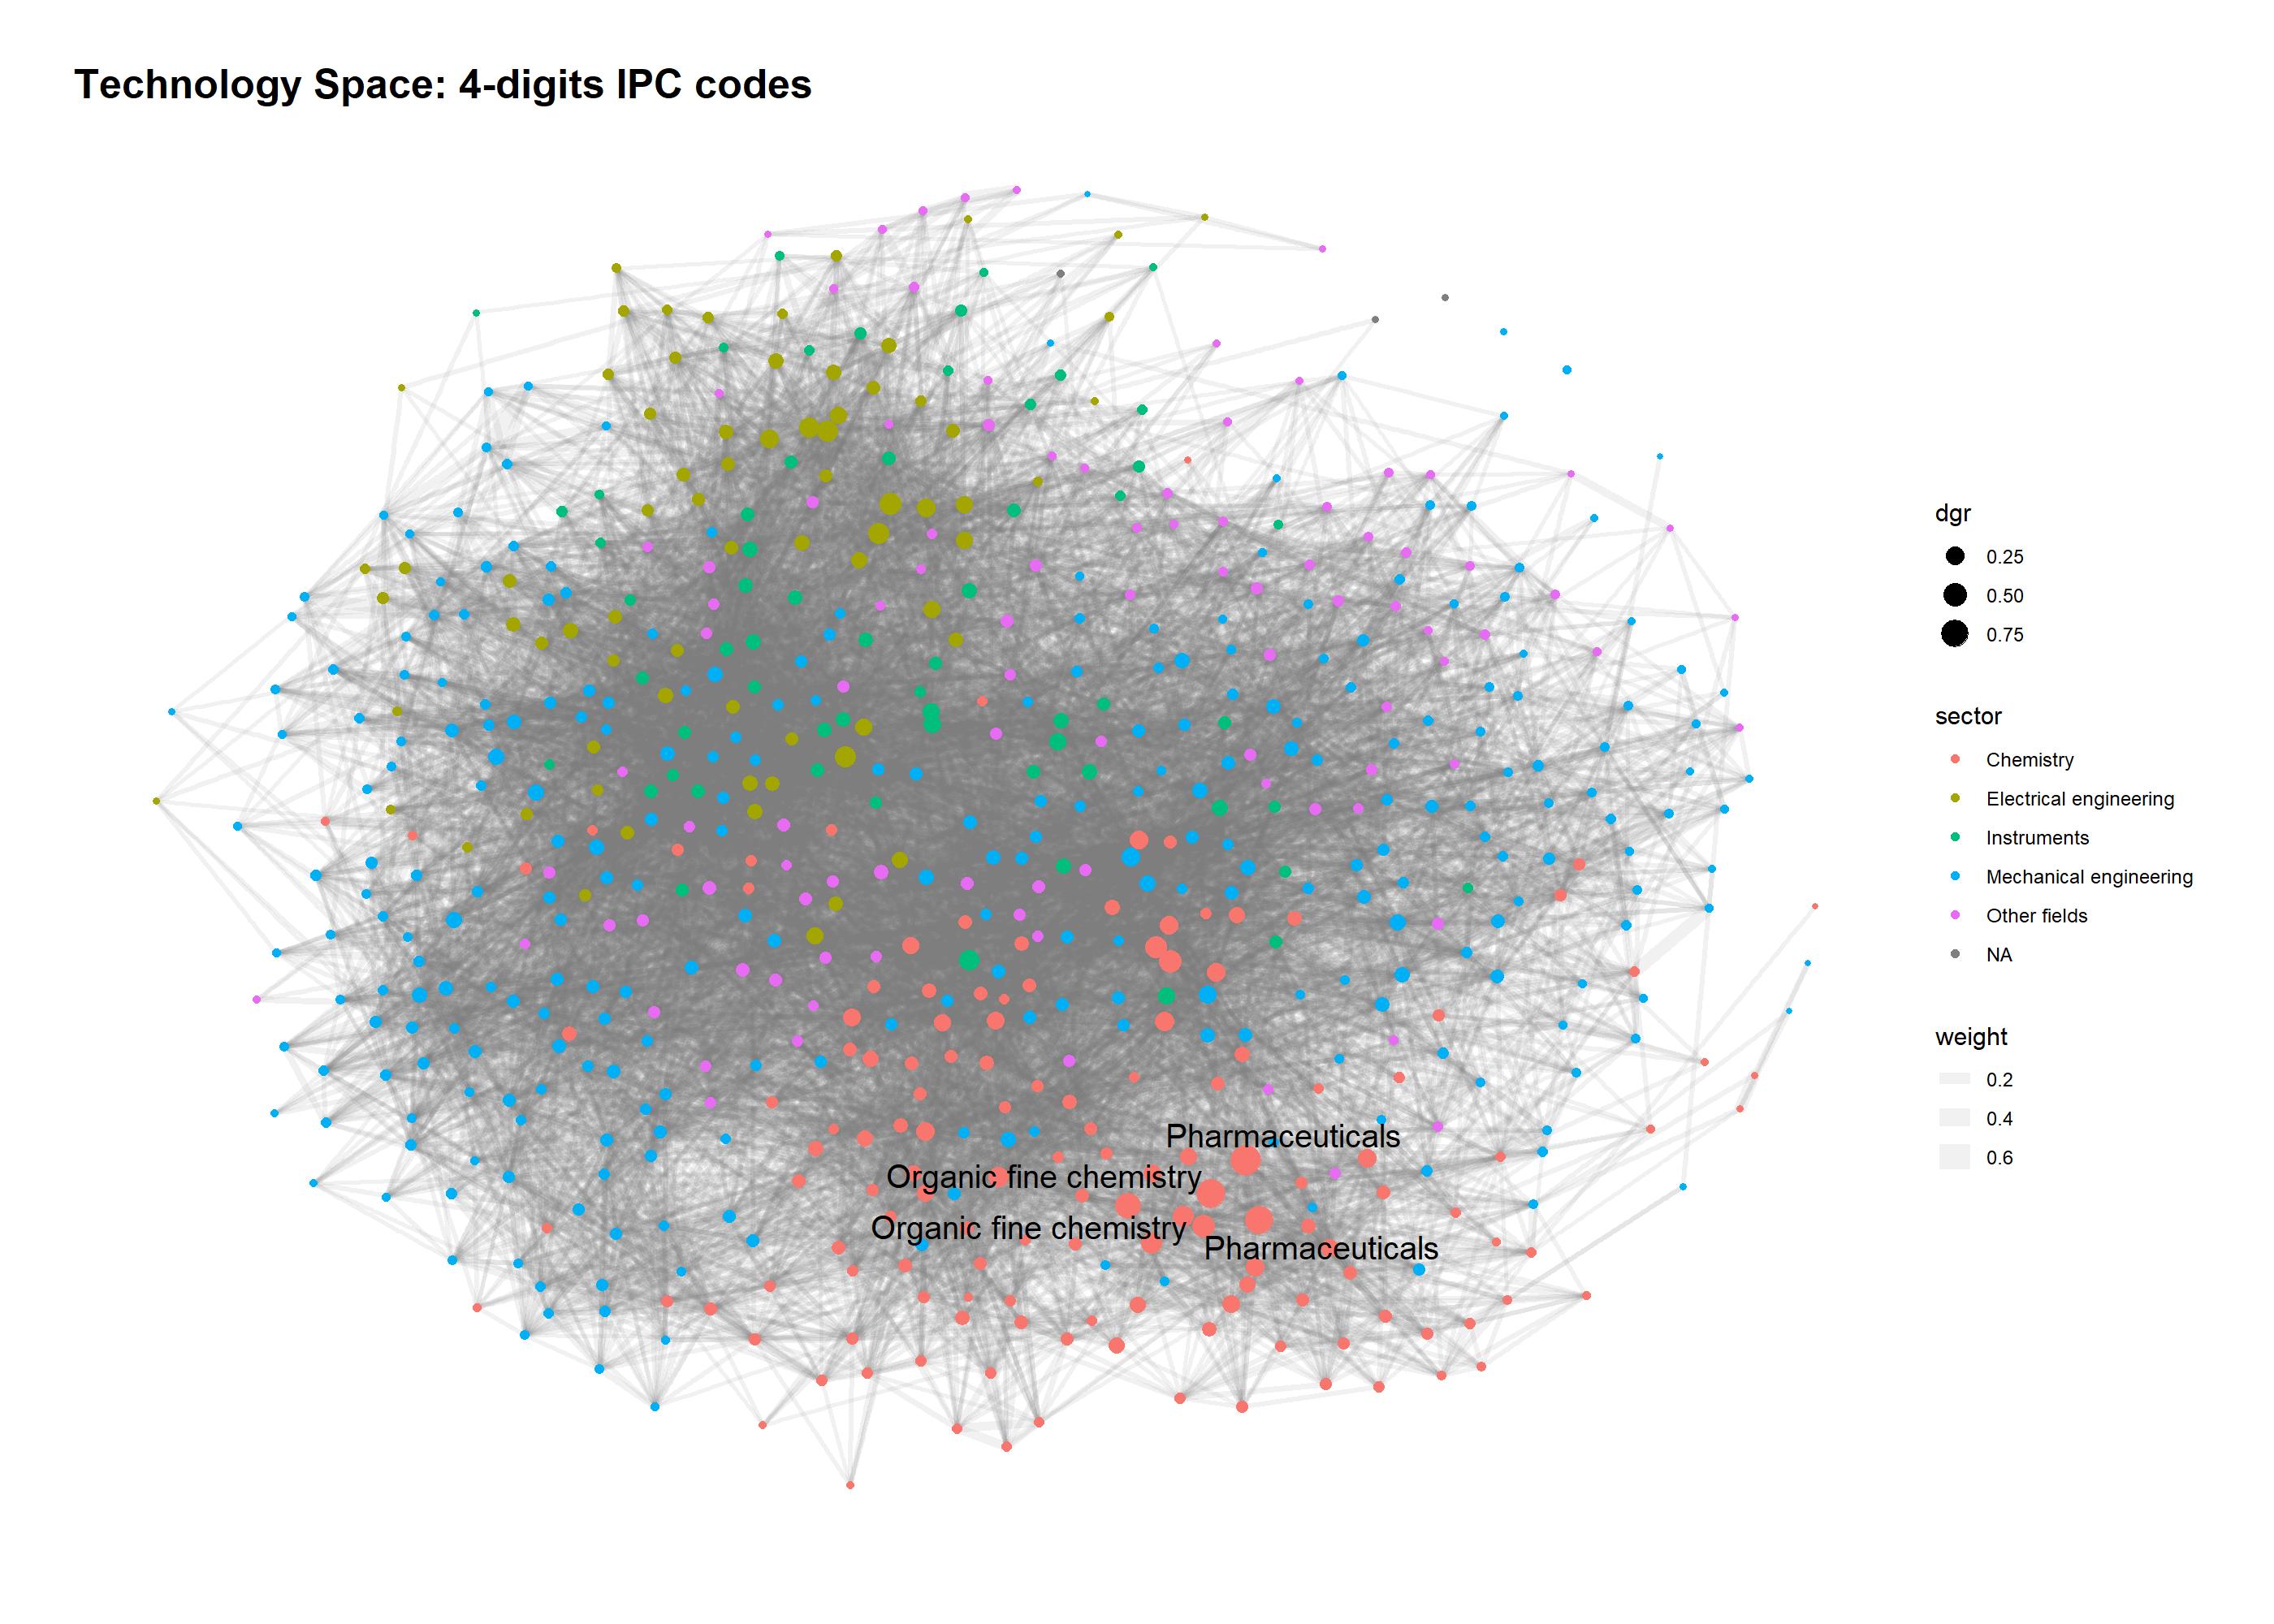 Technology Space: 4-digits IPC codes
dgr
0.25
0.50
0.75
sector
Chemistry
Electrical engineering
Instruments
Mechanical engineering
Other fields
NA
weight
0.2
0.4
0.6
Pharmaceuticals
Organic fine chemistry
Organic fine chemistry
Pharmaceuticals